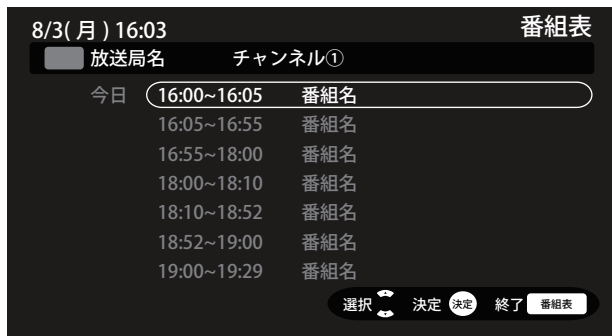 8/3(月) 16:03 番組表
放送局名 チャンネル①
今日 16:00~16:05 番組名
16:05~16:55 番組名
16:55~18:00 番組名
18:00~18:10 番組名
18:10~18:52 番組名
18:52~19:00 番組名
19:00~19:29 番組名
選択 決定 決定 終了 番組表